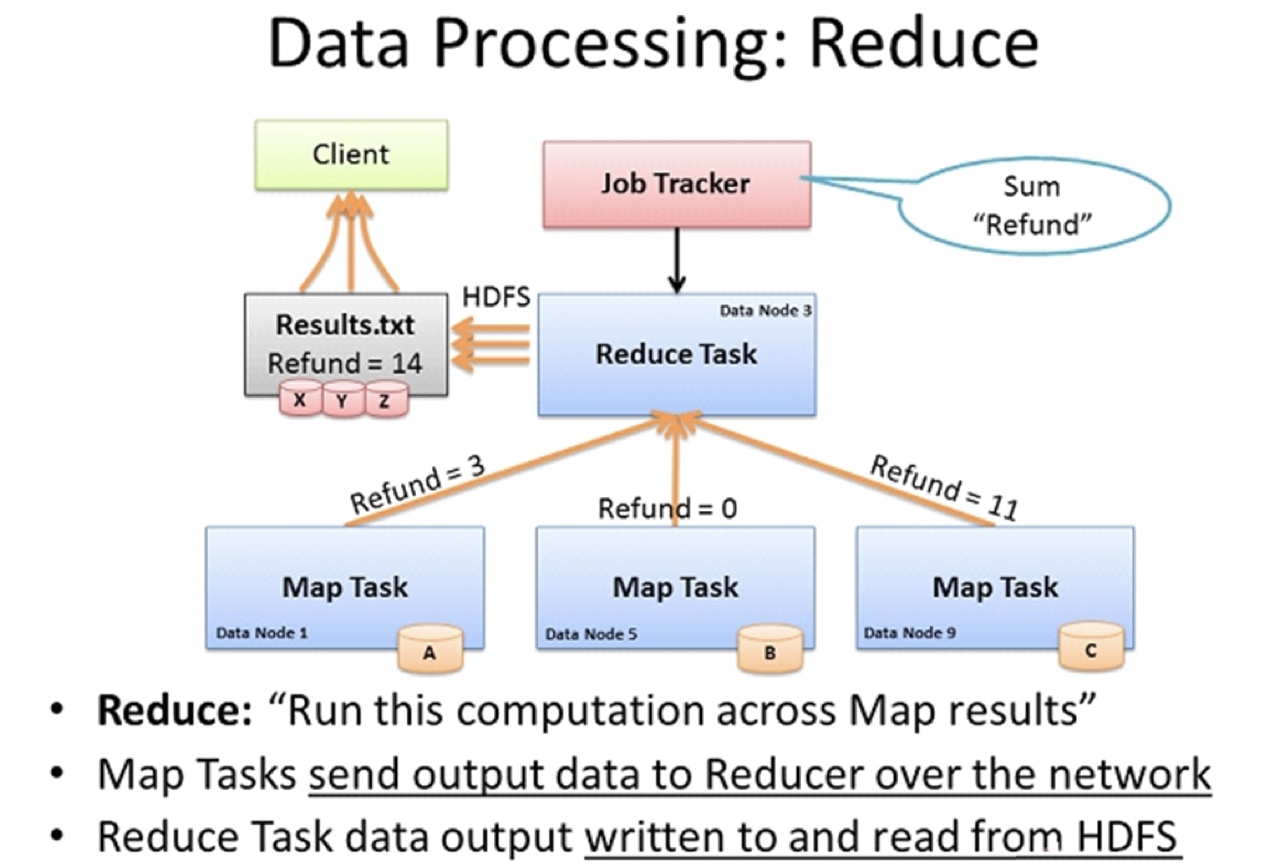 Data Processing: Reduce
Client
Job Tracker
Sum
“Refund”
HDFS
Data Node 3
Results.txt
Refund = 14
X Y Z
Reduce Task
Refund = 3
Refund = 0
Refund = 11
Map Task
Data Node 1
A
Map Task
Data Node 5
B
Map Task
Data Node 9
C
• Reduce: “Run this computation across Map results”
• Map Tasks send output data to Reducer over the network
• Reduce Task data output written to and read from HDFS